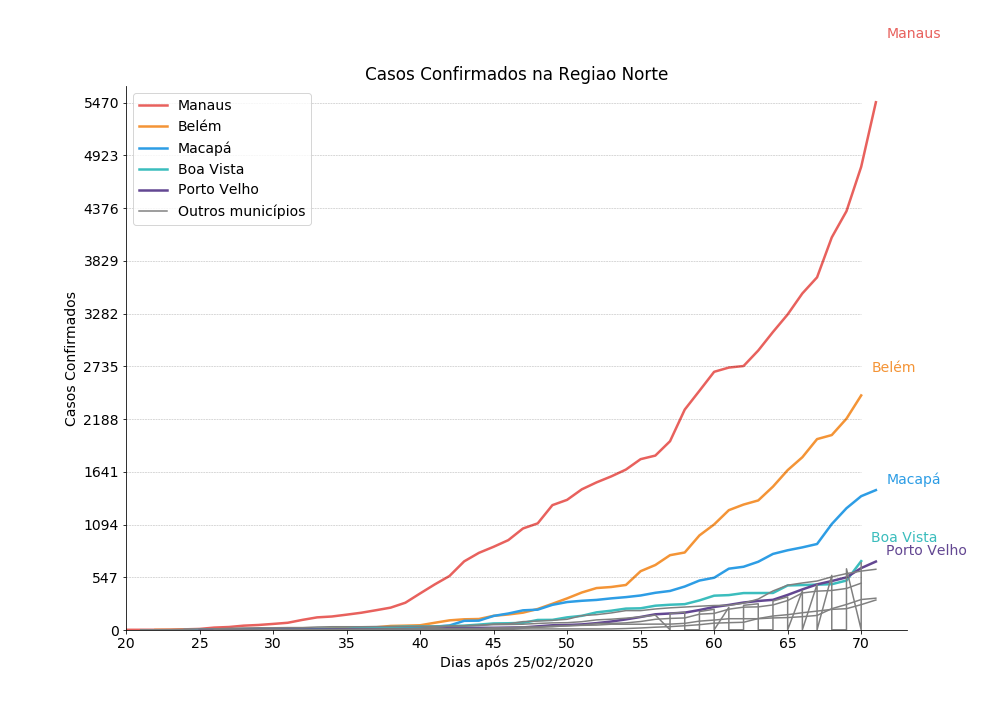 Manaus
Casos Confirmados na Regiao Norte
Manaus
Belém
Macapá
Boa Vista
Porto Velho
Outros municípios
5470
4923
4376
3829
3282
2735
2188
1641
1094
547
0
Casos Confirmados
Belém
Macapá
Boa Vista
Porto Velho
20 25 30 35 40 45 50 55 60 65 70
Dias após 25/02/2020